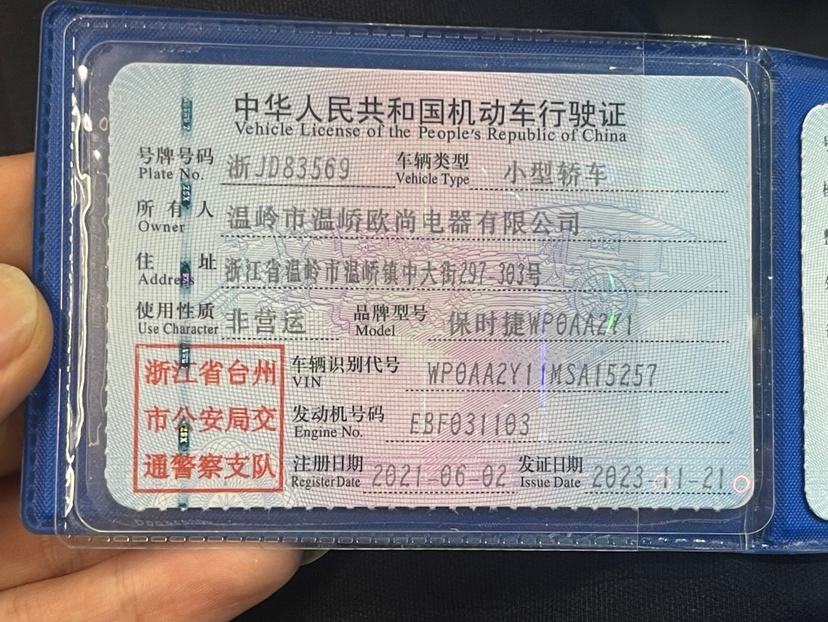 中华人民共和国机动车行驶证
Vehicle License of the People's Republic of China
号牌号码 浙JD83569 车辆类型 小型轿车
Plate No. Vehicle Type
所有人 温岭市温峤欧尚电器有限公司
Owner
住址 浙江省温岭市温峤镇中大街297-303号
Address
使用性质 非营运 品牌型号 保时捷WP0AA2Y1
Use Character Model
浙江省台州
市公安局交
通警察支队
车辆识别代号 WP0AA2Y11MSA15257
VIN
发动机号码 EBF031103
Engine No.
注册日期 2021-06-02 发证日期 2023-11-21
Register Date Issue Date